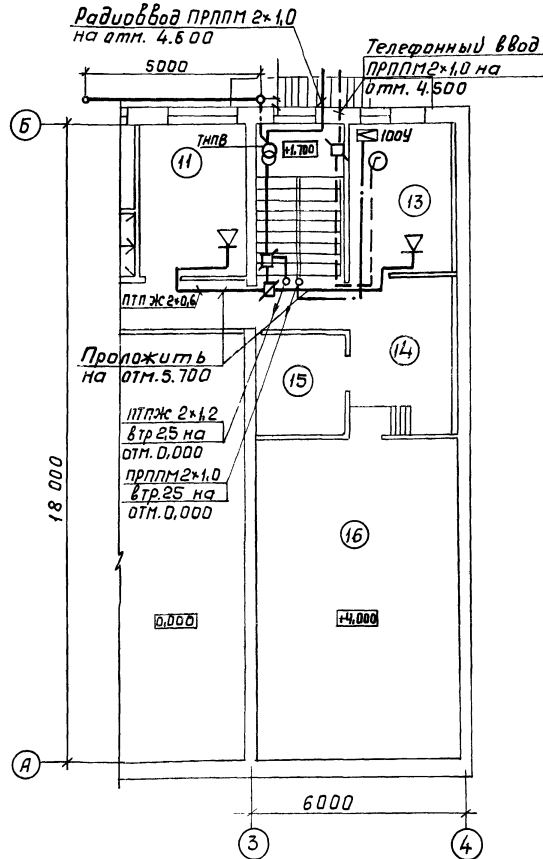 Радиоввод ПРППМ 2×1,0
на отм. 4.600
Телефонный ввод
ПРППМ 2×1,0 на
отм. 4.500
5000
Б
ТНПВ
+1.700
100У
11
13
Г
ПТПЖ 2×0,6
Проложить
на отм. 5.700
14
15
ПТПЖ 2×1,2
в тр 25 на
отм. 0,000
ПРППМ 2×1,0
в тр. 25 на
отм. 0,000
18 000
16
0,000
+4,000
А
6000
3
4